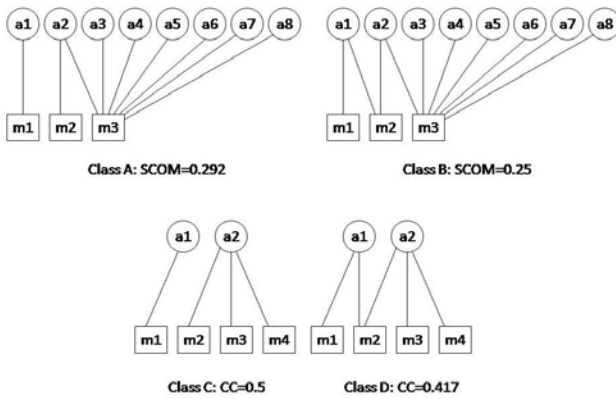 a1 a2 a3 a4 a5 a6 a7 a8 a1 a2 a3 a4 a5 a6 a7 a8
m1 m2 m3 m1 m2 m3
Class A: SCOM=0.292 Class B: SCOM=0.25
a1 a2 a1 a2
m1 m2 m3 m4 m1 m2 m3 m4
Class C: CC=0.5 Class D: CC=0.417